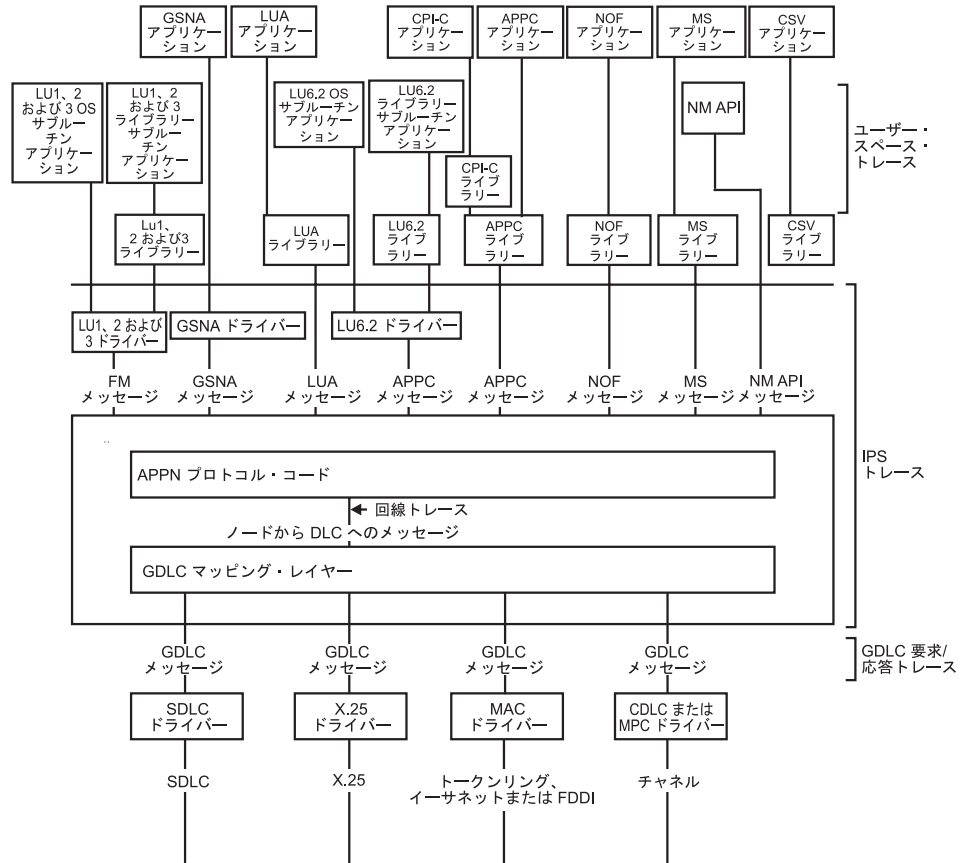 GSNA
アプリケー
ション
LUA
アプリケー
ション
CPI-C
アプリケー
ション
APPC
アプリケー
ション
NOF
アプリケー
ション
MS
アプリケー
ション
CSV
アプリケー
ション
LU1、2
および 3 OS
サブルー
チン
アプリケー
ション
LU1、2
および 3
ライブラリー
サブルー
チン
アプリケー
ション
LU6.2 OS
サブルーチン
アプリケー
ション
LU6.2
ライブラリー
サブルーチン
アプリケー
ション
NM API
ユーザー・
スペース・
トレース
CPI-C
ライブ
ラリー
Lu1、
2 および3
ライブラリー
LUA
ライブラリー
LU6.2
ライブ
ラリー
APPC
ライブ
ラリー
NOF
ライブ
ラリー
MS
ライブ
ラリー
CSV
ライブ
ラリー
LU1、2 および
3 ドライバー
GSNA ドライバー
LU6.2 ドライバー
FM
メッセージ
GSNA
メッセージ
LUA
メッセージ
APPC
メッセージ
APPC
メッセージ
NOF
メッセージ
MS
メッセージ
NM API
メッセージ
IPS
トレース
APPN プロトコル・コード
回線トレース
ノードから DLC へのメッセージ
GDLC マッピング・レイヤー
GDLC
メッセージ
GDLC
メッセージ
GDLC
メッセージ
GDLC
メッセージ
GDLC 要求/
応答トレース
SDLC
ドライバー
X.25
ドライバー
MAC
ドライバー
CDLC または
MPC ドライバー
SDLC
X.25
トークンリング、
イーサネットまたは FDDI
チャネル